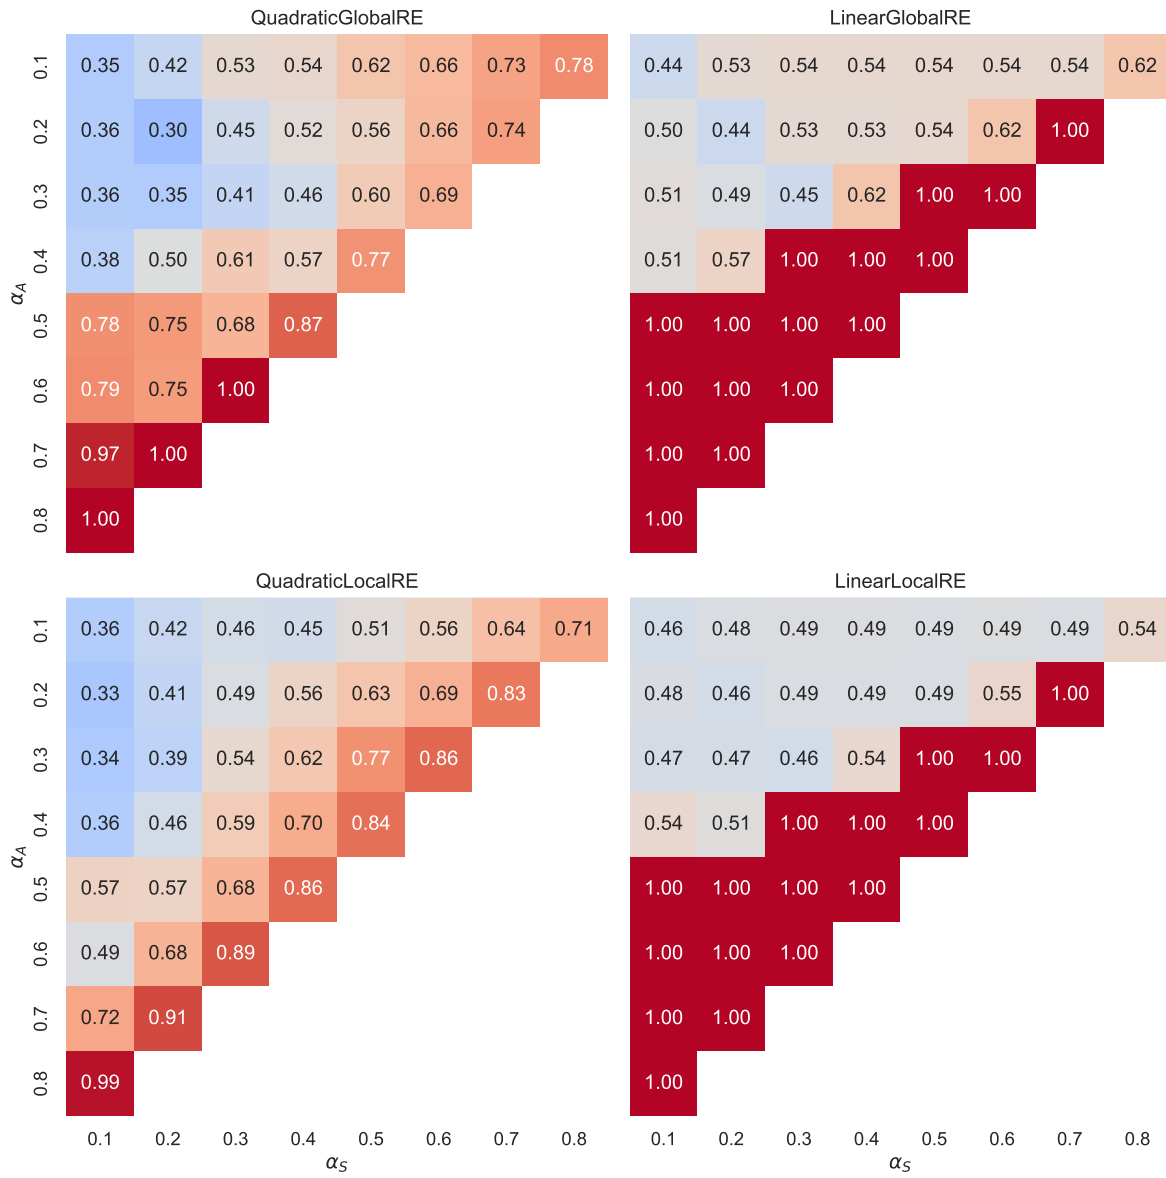 QuadraticGlobalRE
0.1 0.35 0.42 0.53 0.54 0.62 0.66 0.73 0.78
0.2 0.36 0.30 0.45 0.52 0.56 0.66 0.74
0.3 0.36 0.35 0.41 0.46 0.60 0.69
0.4 0.38 0.50 0.61 0.57 0.77
α_A
0.5 0.78 0.75 0.68 0.87
0.6 0.79 0.75 1.00
0.7 0.97 1.00
0.8 1.00
LinearGlobalRE
0.44 0.53 0.54 0.54 0.54 0.54 0.54 0.62
0.50 0.44 0.53 0.53 0.54 0.62 1.00
0.51 0.49 0.45 0.62 1.00 1.00
0.51 0.57 1.00 1.00 1.00
1.00 1.00 1.00 1.00
1.00 1.00 1.00
1.00 1.00
1.00
QuadraticLocalRE
0.1 0.36 0.42 0.46 0.45 0.51 0.56 0.64 0.71
0.2 0.33 0.41 0.49 0.56 0.63 0.69 0.83
0.3 0.34 0.39 0.54 0.62 0.77 0.86
0.4 0.36 0.46 0.59 0.70 0.84
α_A
0.5 0.57 0.57 0.68 0.86
0.6 0.49 0.68 0.89
0.7 0.72 0.91
0.8 0.99
0.1 0.2 0.3 0.4 0.5 0.6 0.7 0.8
α_S
LinearLocalRE
0.46 0.48 0.49 0.49 0.49 0.49 0.49 0.54
0.48 0.46 0.49 0.49 0.49 0.55 1.00
0.47 0.47 0.46 0.54 1.00 1.00
0.54 0.51 1.00 1.00 1.00
1.00 1.00 1.00 1.00
1.00 1.00 1.00
1.00 1.00
1.00
0.1 0.2 0.3 0.4 0.5 0.6 0.7 0.8
α_S